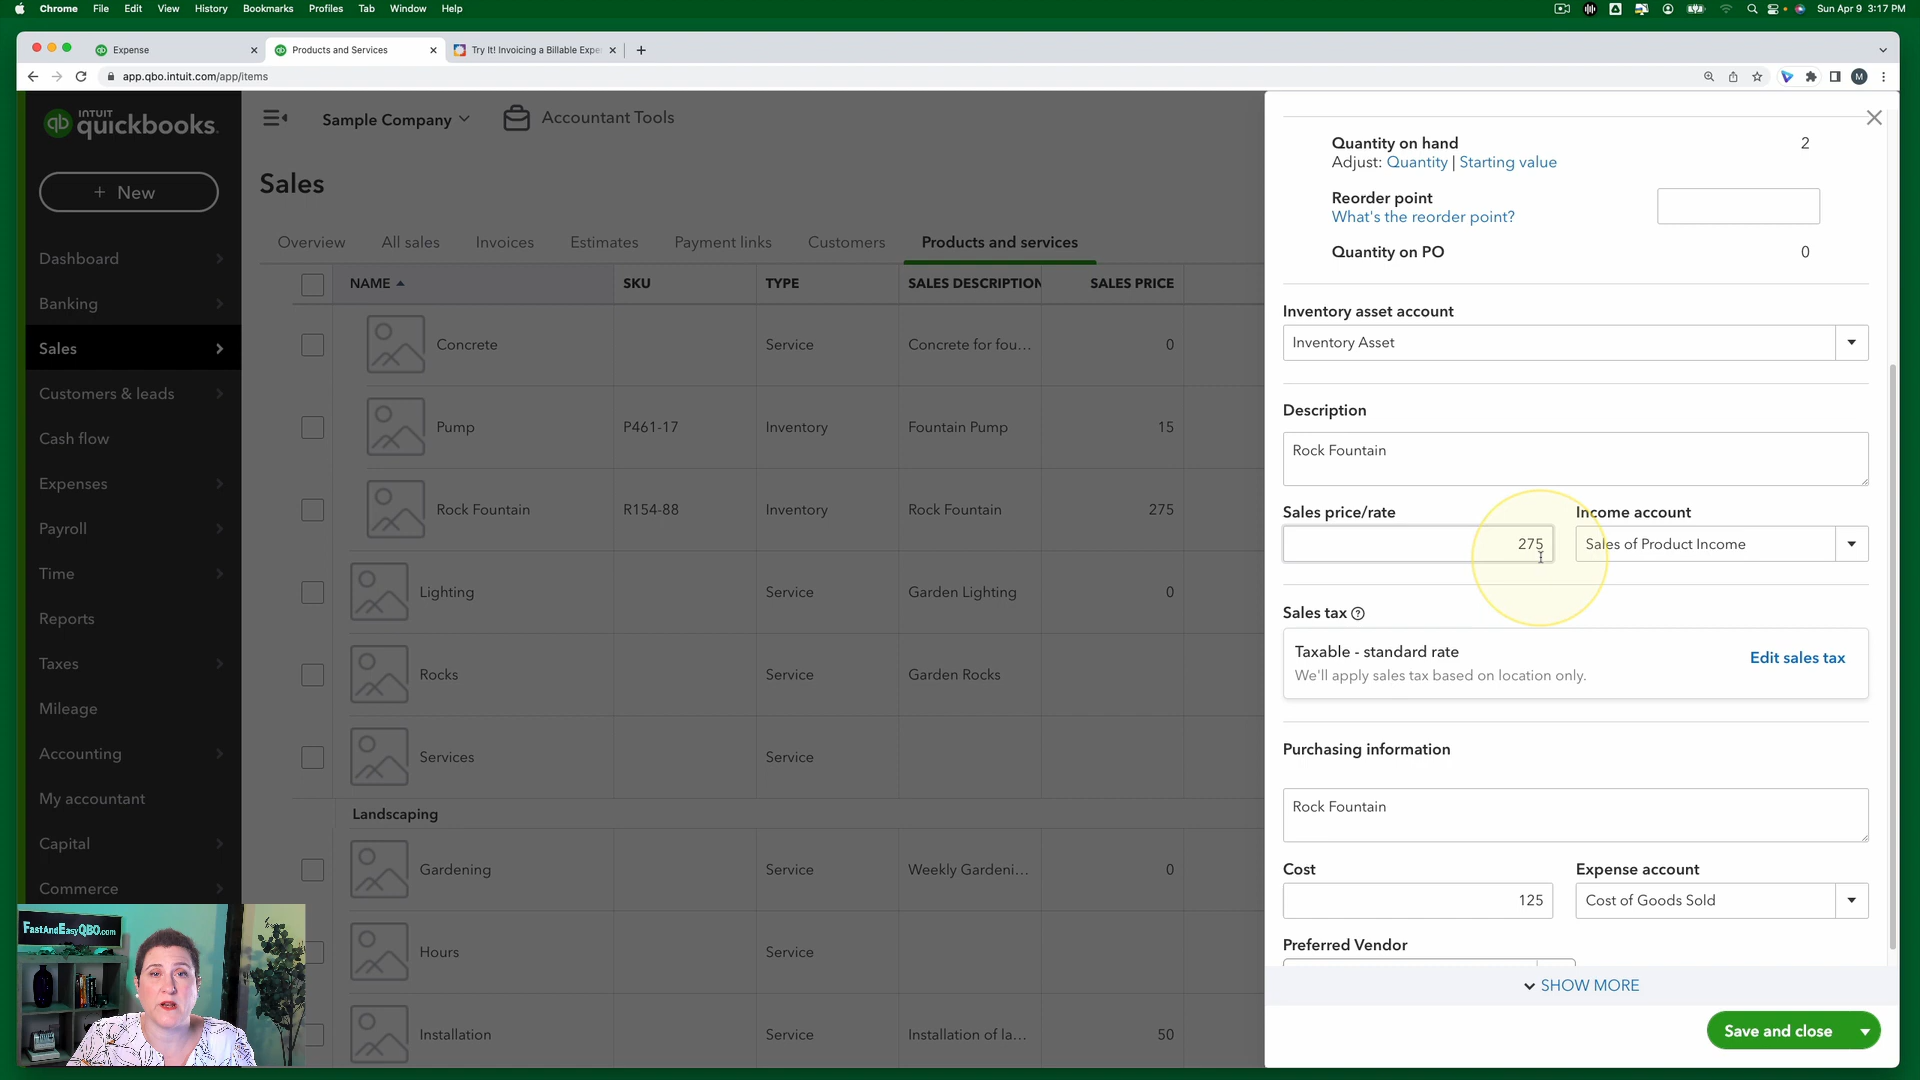 Chrome File Edit View History Bookmarks Profiles Tab Window Help Sun Apr 9 3:17 PM
Expense Products and Services Try It! Invoicing a Billable Expe
app.qbo.intuit.com/app/items M
INTUIT
quickbooks.
Sample Company Accountant Tools
+ New
Sales
Dashboard
Banking
Sales
Customers & leads
Cash flow
Expenses
Payroll
Time
Reports
Taxes
Mileage
Accounting
My accountant
Capital
Commerce
Overview All sales Invoices Estimates Payment links Customers Products and services
NAME SKU TYPE SALES DESCRIPTION SALES PRICE
Concrete Service Concrete for fou... 0
Pump P461-17 Inventory Fountain Pump 15
Rock Fountain R154-88 Inventory Rock Fountain 275
Lighting Service Garden Lighting 0
Rocks Service Garden Rocks
Services Service
Landscaping
Gardening Service Weekly Gardeni... 0
Hours Service
Installation Service Installation of la... 50
Quantity on hand 2
Adjust: Quantity | Starting value
Reorder point
What's the reorder point?
Quantity on PO 0
Inventory asset account
Inventory Asset
Description
Rock Fountain
Sales price/rate Income account
275 Sales of Product Income
Sales tax
Taxable - standard rate
We'll apply sales tax based on location only.
Edit sales tax
Purchasing information
Rock Fountain
Cost Expense account
125 Cost of Goods Sold
Preferred Vendor
SHOW MORE
Save and close
FastAndEasyQBO.com